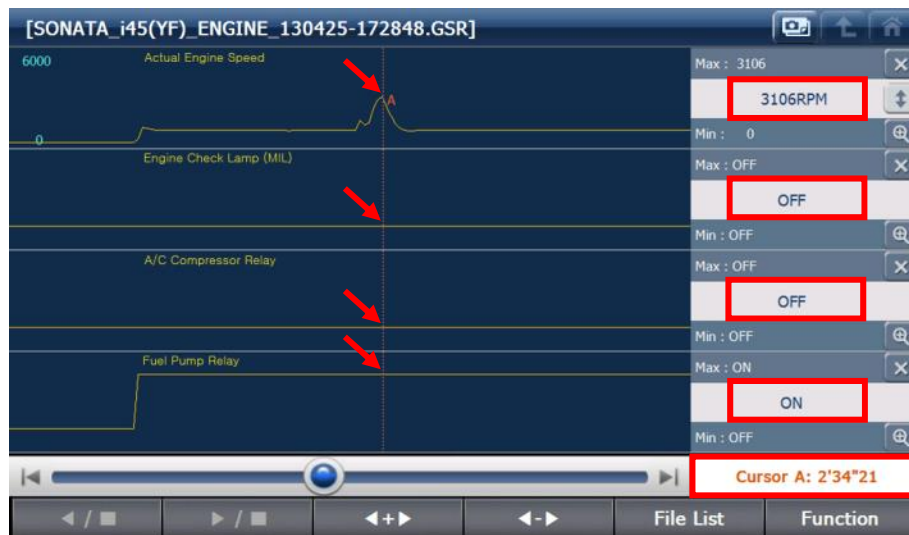 [SONATA_i45(YF)_ENGINE_130425-172848.GSR]
6000
Actual Engine Speed
A
0
Max : 3106
3106RPM
Min : 0
Engine Check Lamp (MIL)
Max : OFF
OFF
Min : OFF
A/C Compressor Relay
Max : OFF
OFF
Min : OFF
Fuel Pump Relay
Max : ON
ON
Min : OFF
Cursor A: 2'34"21
File List
Function